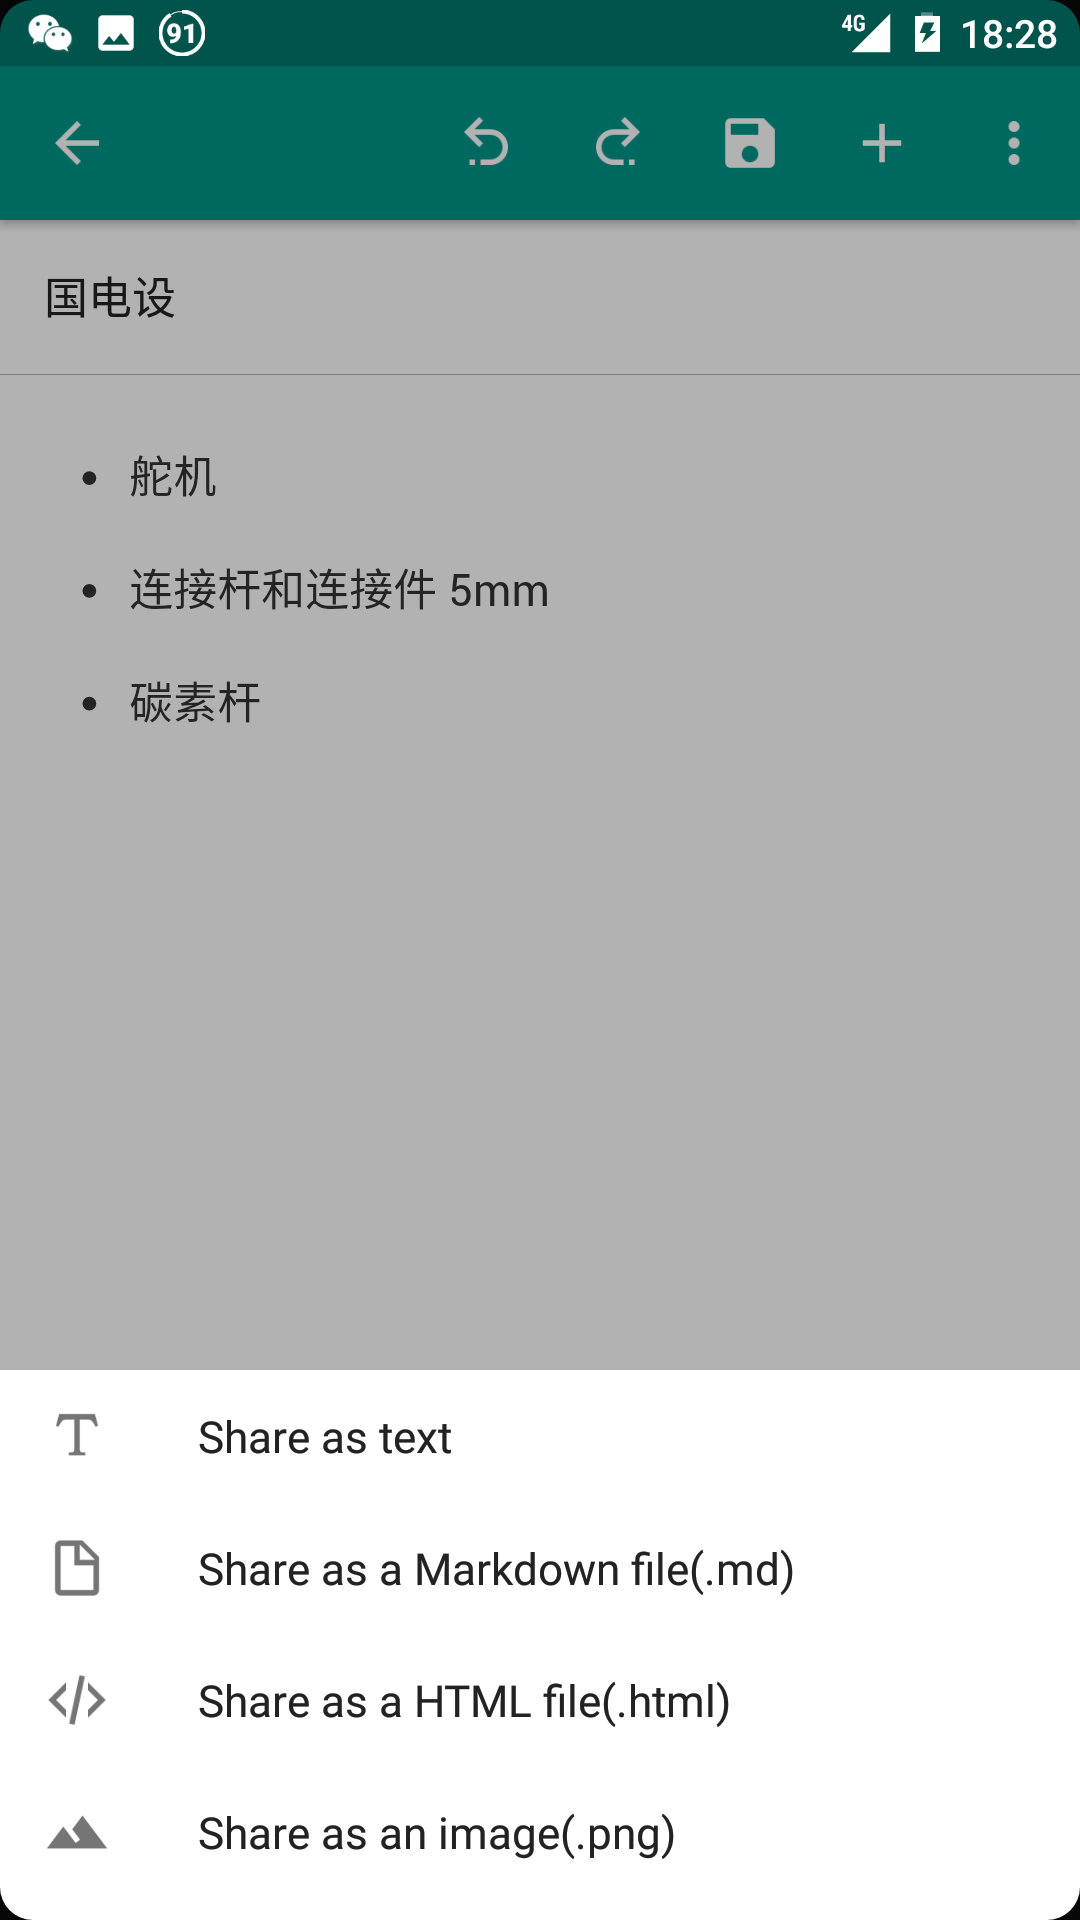 91
4G
18:28
国电设
• 舵机
• 连接杆和连接件 5mm
• 碳素杆
Share as text
Share as a Markdown file(.md)
Share as a HTML file(.html)
Share as an image(.png)